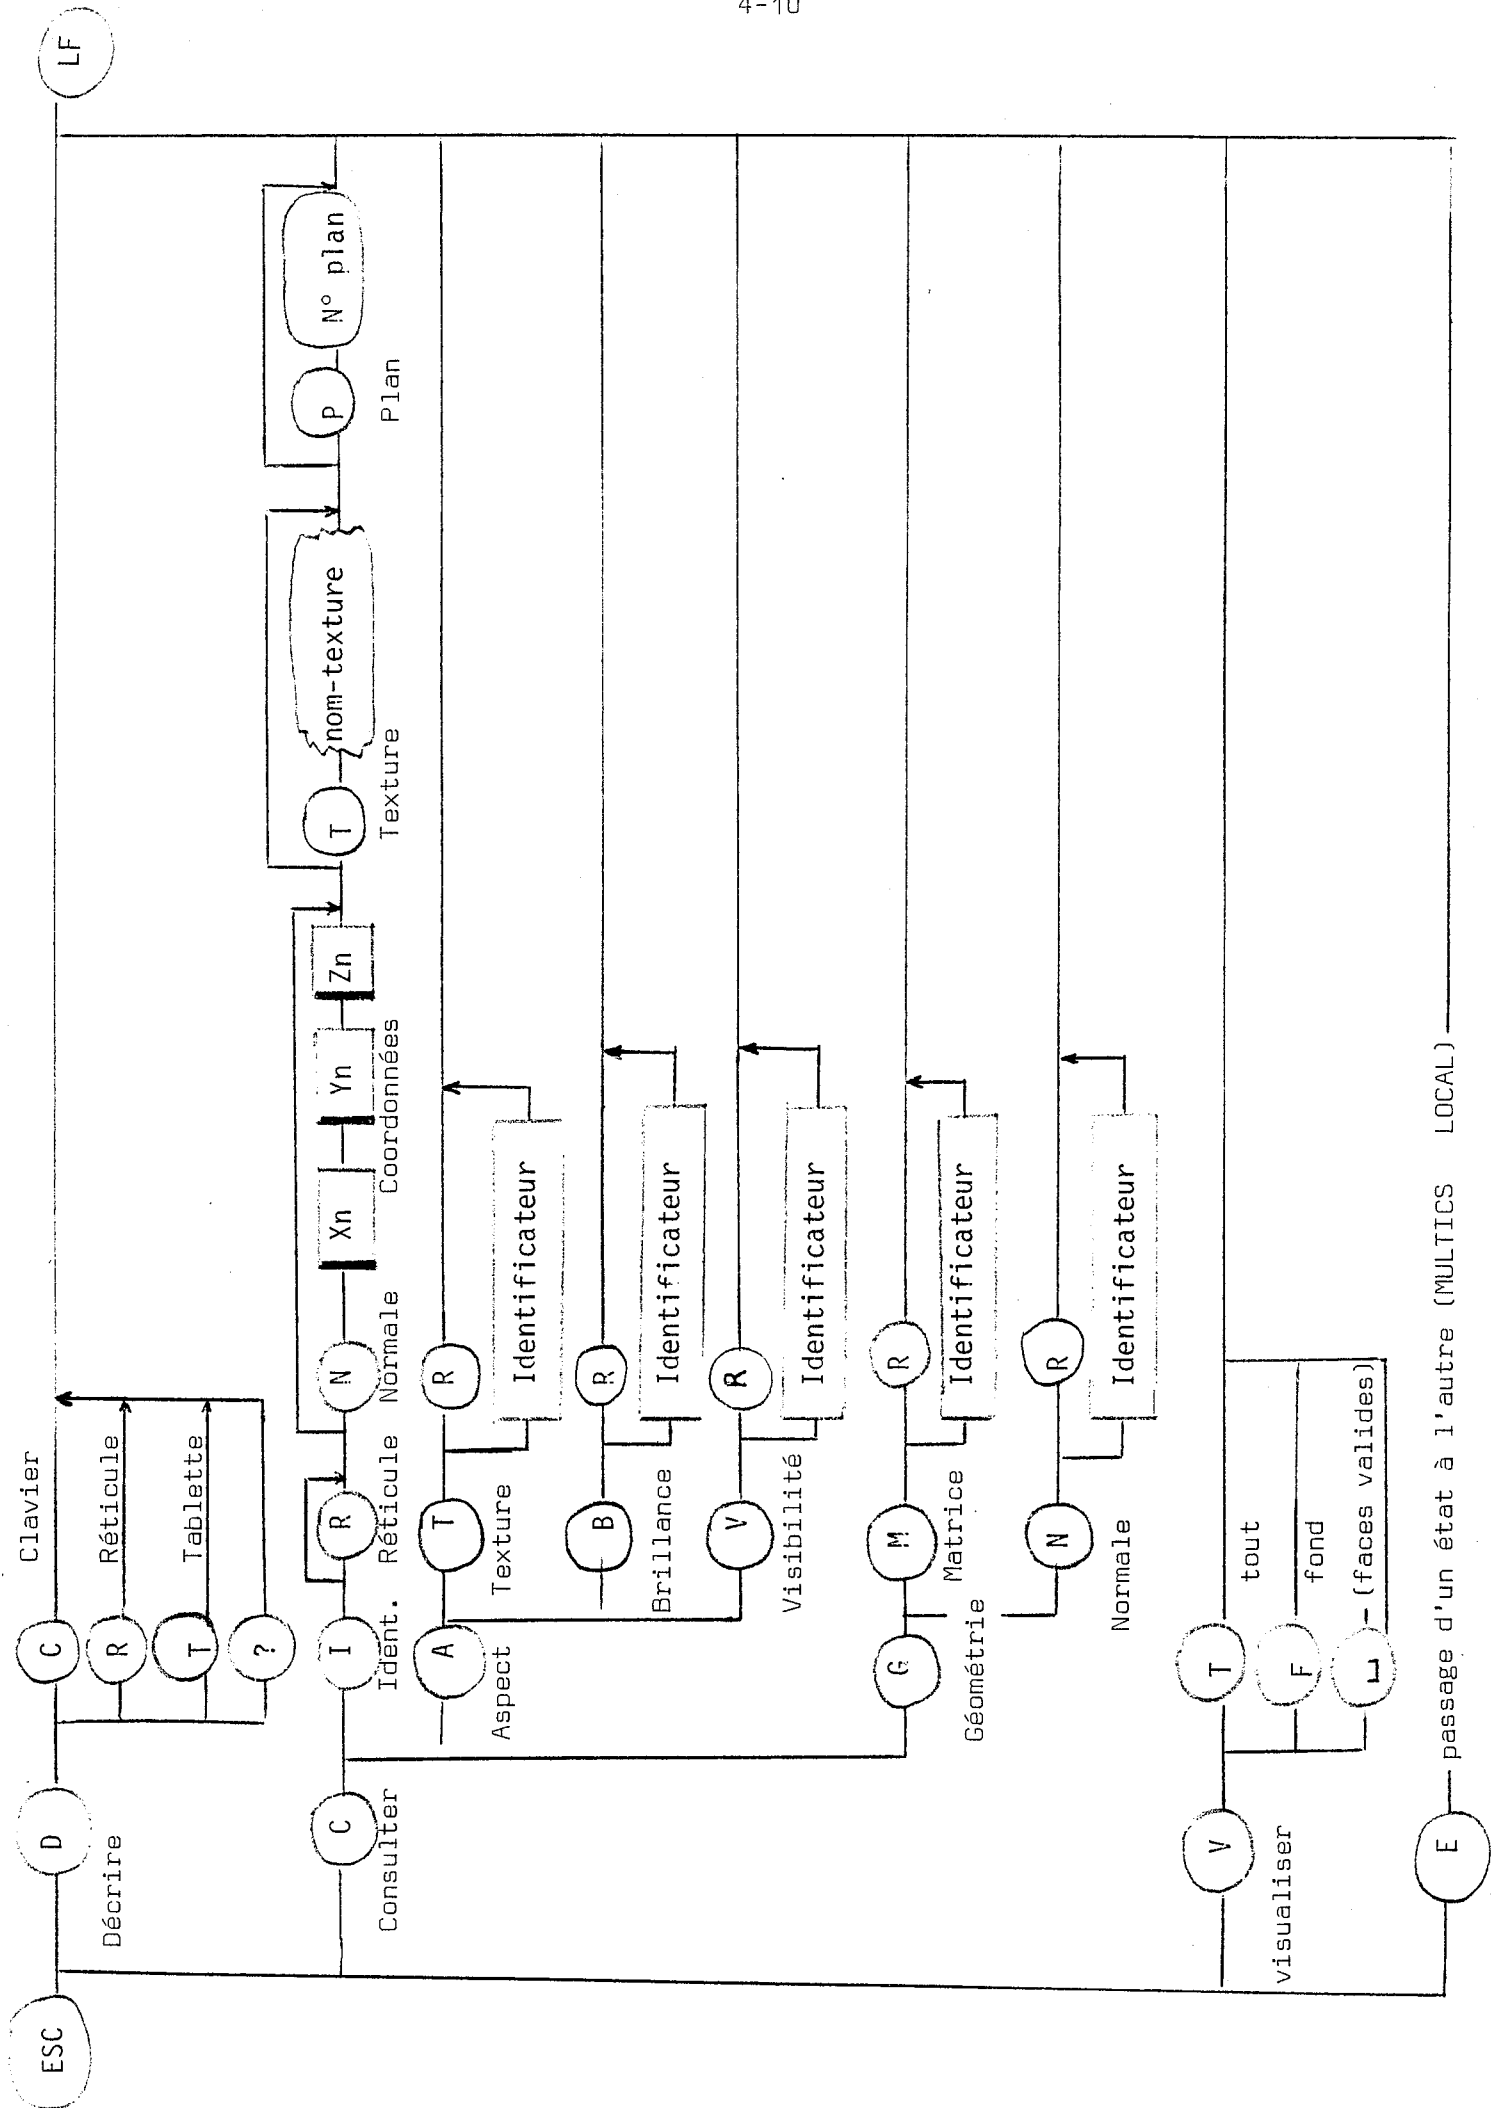 4-10
ESC
D
Décrire
C
Clavier
R
Réticule
T
Tablette
?
LF
C
Consulter
I
Ident.
R
Réticule
N
Normale
Xn
Yn
Zn
Coordonnées
T
nom-texture
Texture
P
N° plan
Plan
A
Aspect
T
Texture
R
Identificateur
B
Brillance
R
Identificateur
V
Visibilité
R
Identificateur
G
Géométrie
M
Matrice
R
Identificateur
N
Normale
R
Identificateur
V
visualiser
T
tout
F
fond
⌴ – (faces valides)
E
passage d'un état à l'autre (MULTICS LOCAL)